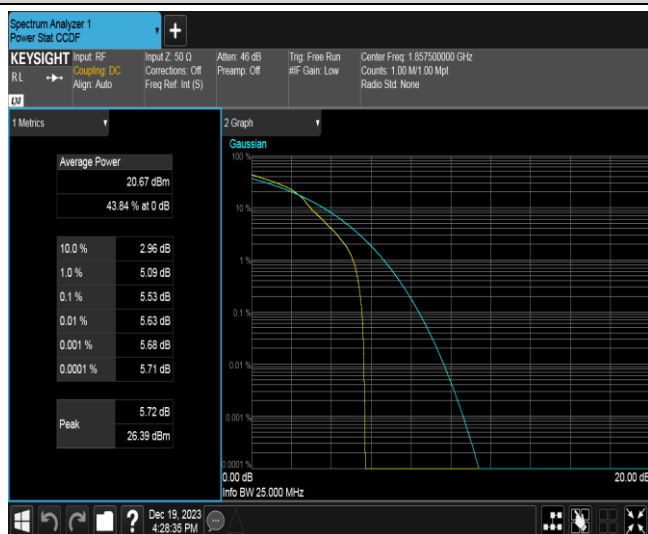 Spectrum Analyzer 1
Power Stat CCDF
+
KEYSIGHT
R L
LXI
Input: RF
Coupling: DC
Align: Auto
Input Z: 50 Ω
Corrections: Off
Freq Ref: Int (S)
Atten: 46 dB
Preamp: Off
Trig: Free Run
#IF Gain: Low
Center Freq: 1.857500000 GHz
Counts: 1.00 M/1.00 Mpt
Radio Std: None
1 Metrics
Average Power
20.67 dBm
43.84 % at 0 dB
10.0 % 2.96 dB
1.0 % 5.09 dB
0.1 % 5.53 dB
0.01 % 5.63 dB
0.001 % 5.68 dB
0.0001 % 5.71 dB
Peak
5.72 dB
26.39 dBm
2 Graph
Gaussian
100 %
10 %
1 %
0.1 %
0.01 %
0.001 %
0.0001 %
0.00 dB 20.00 dB
Info BW 25.000 MHz
?
Dec 19, 2023
4:28:35 PM